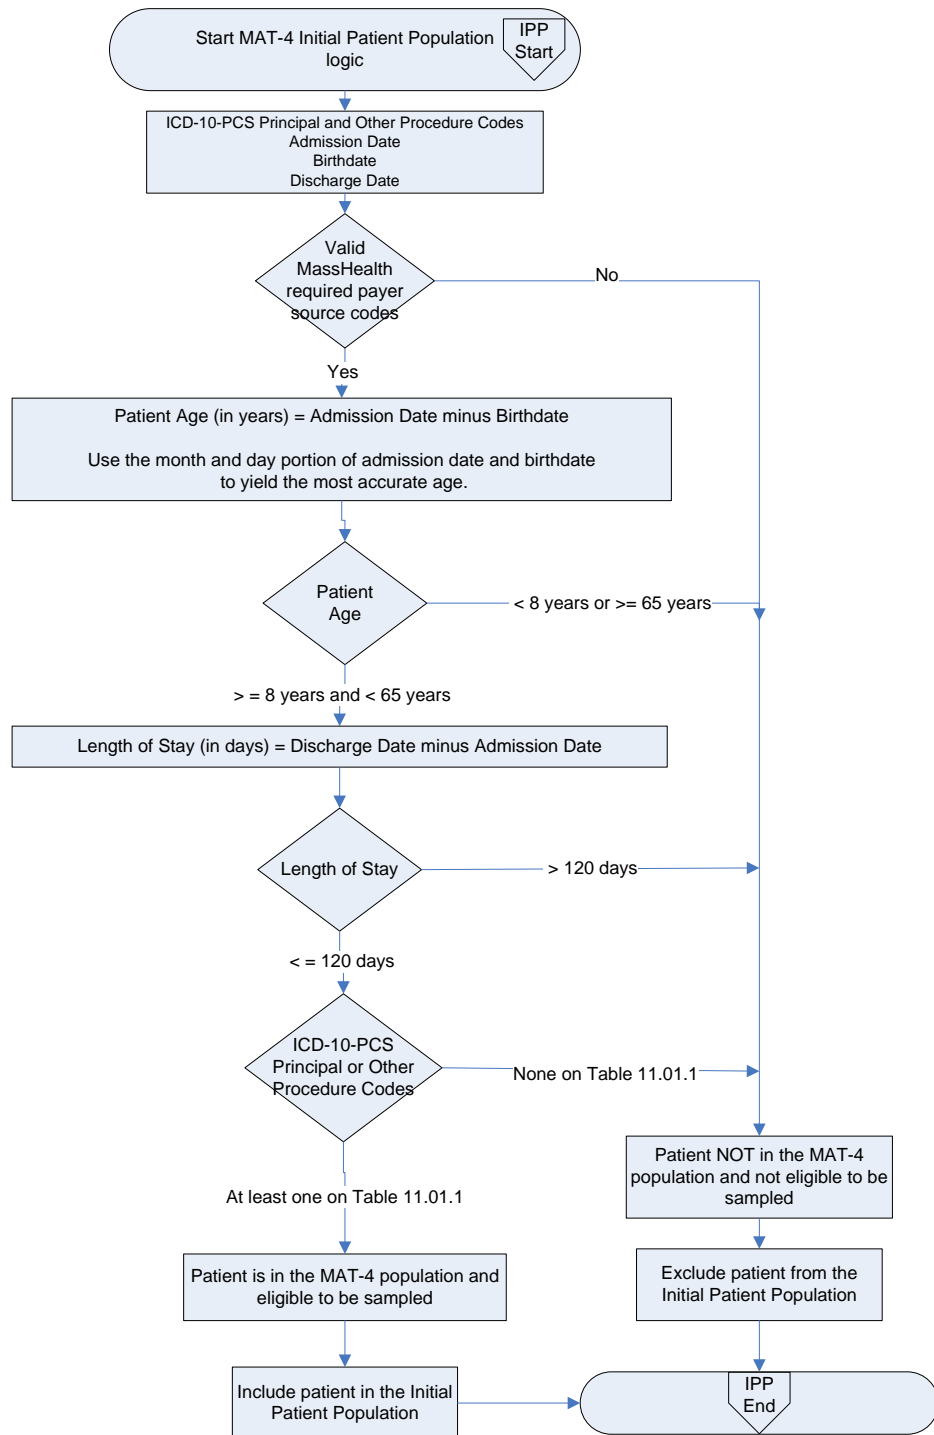 Start MAT-4 Initial Patient Population
logic
IPP
Start
ICD-10-PCS Principal and Other Procedure Codes
Admission Date
Birthdate
Discharge Date
Valid
MassHealth
required payer
source codes
No
Yes
Patient Age (in years) = Admission Date minus Birthdate
Use the month and day portion of admission date and birthdate
to yield the most accurate age.
Patient
Age
< 8 years or >= 65 years
> = 8 years and < 65 years
Length of Stay (in days) = Discharge Date minus Admission Date
Length of Stay
> 120 days
< = 120 days
ICD-10-PCS
Principal or Other
Procedure Codes
None on Table 11.01.1
At least one on Table 11.01.1
Patient NOT in the MAT-4
population and not eligible to be
sampled
Patient is in the MAT-4 population and
eligible to be sampled
Exclude patient from the
Initial Patient Population
Include patient in the Initial
Patient Population
IPP
End